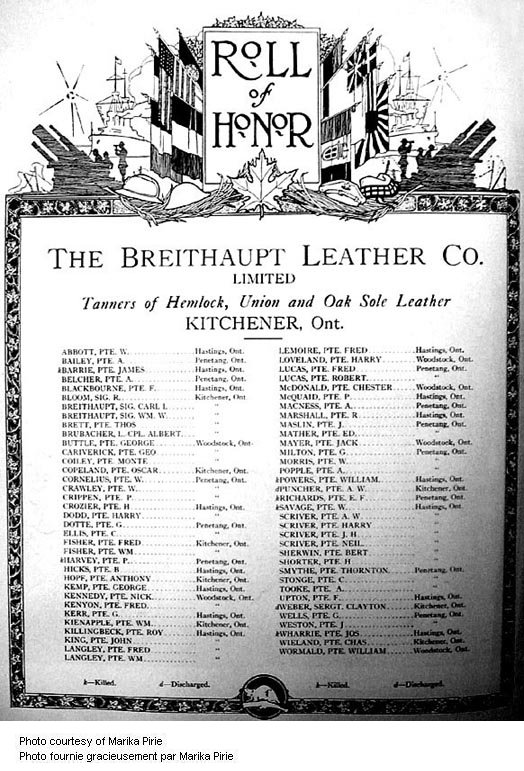 ROLL
of
HONOR
THE BREITHAUPT LEATHER CO.
LIMITED
Tanners of Hemlock, Union and Oak Sole Leather
KITCHENER, Ont.
ABBOTT, PTE. W. Hastings, Ont.
BAILEY, PTE. A. Penetang, Ont.
BARRIE, PTE. JAMES Hastings, Ont.
BELCHER, PTE. A. Penetang, Ont.
BLACKBOURNE, PTE. F. Hastings, Ont.
BLOOM, SIG. R. Kitchener, Ont
BREITHAUPT, SIG. CARL L. "
BREITHAUPT, SIG. WM. W. "
BRETT, PTE. THOS "
BRUBACHER, L. CPL. ALBERT "
BUTTLE, PTE. GEORGE Woodstock, Ont.
CARIVERICK, PTE. GEO "
COILEY, PTE. MONTE "
COPELAND, PTE. OSCAR Kitchener, Ont.
CORNELIUS, PTE. W. Penetang, Ont.
CRAWLEY, PTE. W. "
CRIPPEN, PTE. P. "
CROZIER, PTE. H. Hastings, Ont.
DODD, PTE. HARRY "
DOTTE, PTE. G. Penetang, Ont.
ELLIS, PTE. C. "
FISHER, PTE. FRED Kitchener, Ont.
FISHER, PTE. WM. "
HARVEY, PTE. P. Penetang, Ont.
HICKS, PTE. B. Hastings, Ont.
HOPF, PTE. ANTHONY Kitchener, Ont.
KEMP, PTE. GEORGE Hastings, Ont.
KENNEDY, PTE. NICK Woodstock, Ont.
KENYON, PTE. FRED. "
KERR, PTE. G. Hastings, Ont.
KIENAPPLE, PTE. WM. Kitchener, Ont.
KILLINGBECK, PTE. ROY Hastings, Ont.
KING, PTE. JOHN "
LANGLEY, PTE. FRED "
LANGLEY, PTE. WM. "
k—Killed. d—Discharged.
LEMOIRE, PTE. FRED Hastings, Ont.
LOVELAND, PTE. HARRY Woodstock, Ont.
LUCAS, PTE. FRED Penetang, Ont.
LUCAS, PTE. ROBERT "
McDONALD, PTE. CHESTER Woodstock, Ont.
McQUAID, PTE. P. Hastings, Ont.
MACNESS, PTE. A. Penetang, Ont.
MARSHALL, PTE. R. Hastings, Ont.
MASLIN, PTE. J. Penetang, Ont.
MATHER, PTE. ED. "
MAYER, PTE. JACK Woodstock, Ont.
MILTON, PTE. G. Penetang, Ont.
MORRIS, PTE. W. "
POPPLE, PTE. A. "
POWERS, PTE. WILLIAM Hastings, Ont.
PUNCHER, PTE. A. W. Kitchener, Ont.
RICHARDS, PTE. E. F. Penetang, Ont.
SAVAGE, PTE. W. Hastings, Ont.
SCRIVER, PTE. A. W. "
SCRIVER, PTE. HARRY "
SCRIVER, PTE. J. H. "
SCRIVER, PTE. NEIL "
SHERWIN, PTE. BERT "
SHORTER, PTE. H. "
SMYTHE, PTE. THORNTON Penetang, Ont.
STONGE, PTE. C. "
TOOKE, PTE. A. "
UPTON, PTE. F. Hastings, Ont.
WEBER, SERGT. CLAYTON Kitchener, Ont.
WELLS, PTE. G. Penetang, Ont.
WESTON, PTE. J. "
WHARRIE, PTE. JOS. Hastings, Ont.
WIELAND, PTE. CHAS Kitchener, Ont.
WORMALD, PTE. WILLIAM Woodstock, Ont.
k—Killed. d—Discharged.
Photo courtesy of Marika Pirie
Photo fournie gracieusement par Marika Pirie